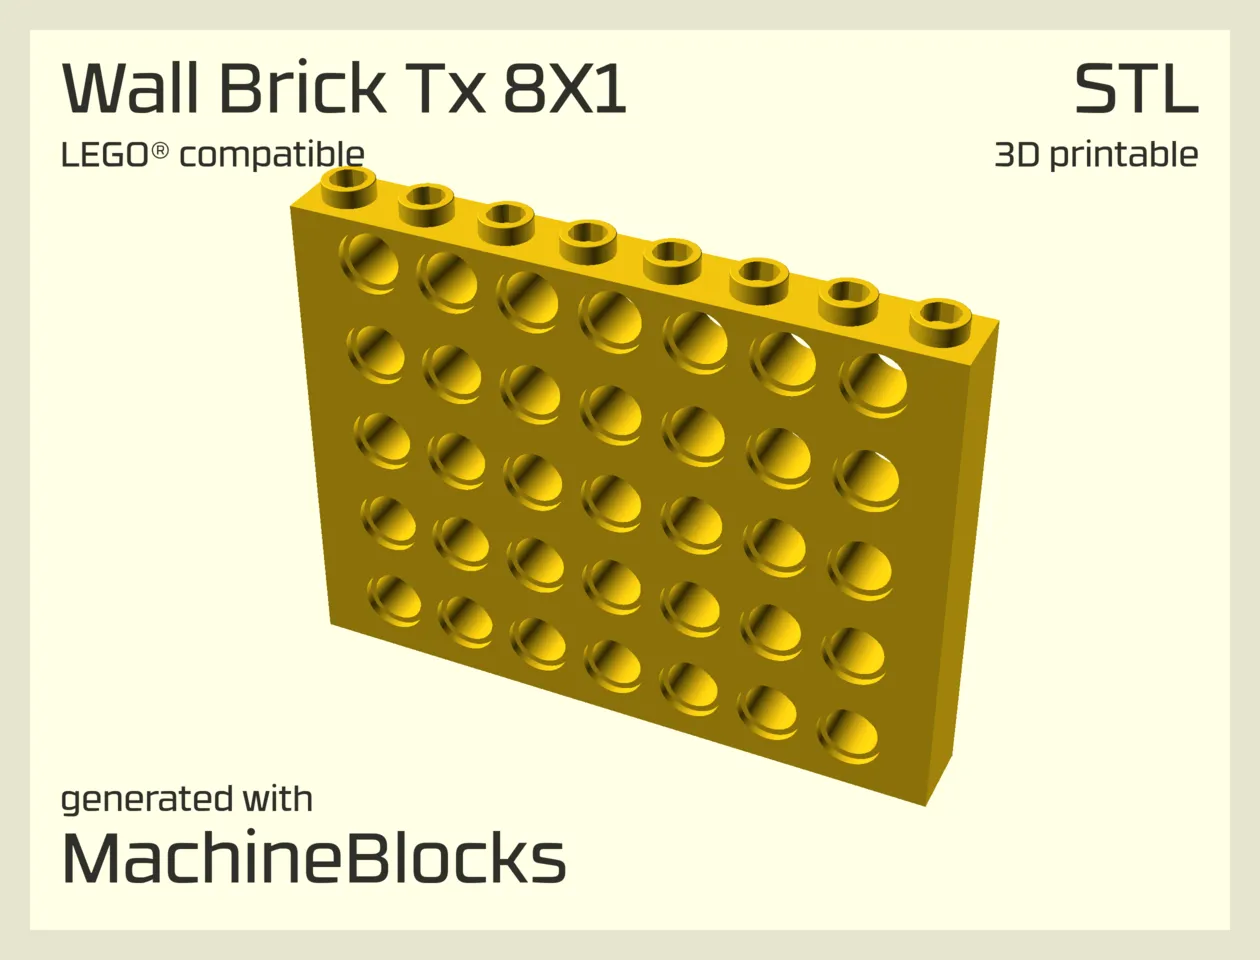 Wall Brick Tx 8X1
STL
LEGO® compatible
3D printable
generated with
MachineBlocks